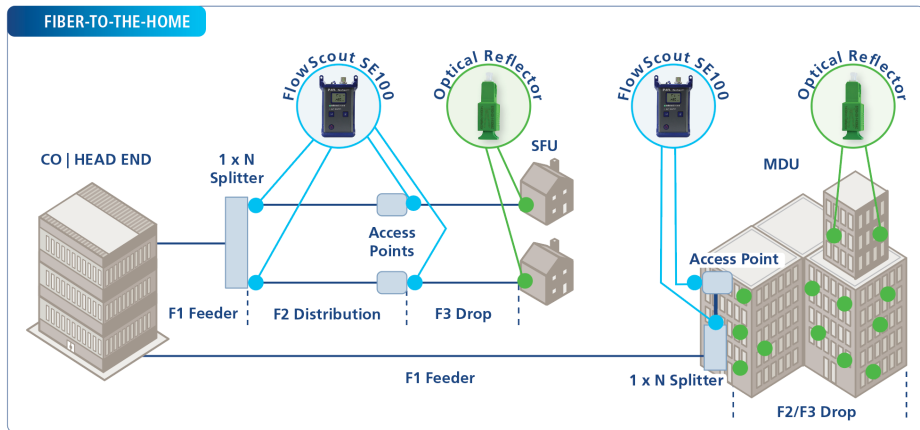 FIBER-TO-THE-HOME
FlowScout SE100
Optical Reflector
FlowScout SE100
Optical Reflector
CO | HEAD END
1 x N
Splitter
SFU
MDU
Access
Points
Access Point
F1 Feeder
F2 Distribution
F3 Drop
F1 Feeder
1 x N Splitter
F2/F3 Drop